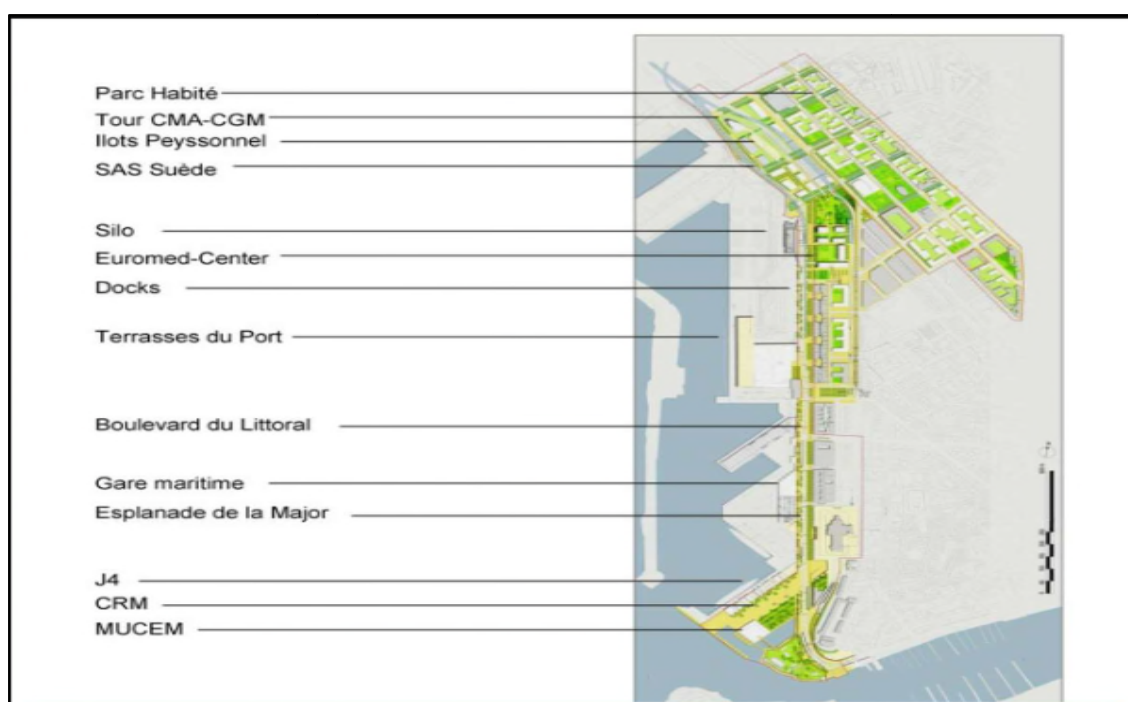 Parc Habité
Tour CMA-CGM
Ilots Peyssonnel
SAS Suède
Silo
Euromed-Center
Docks
Terrasses du Port
Boulevard du Littoral
Gare maritime
Esplanade de la Major
J4
CRM
MUCEM